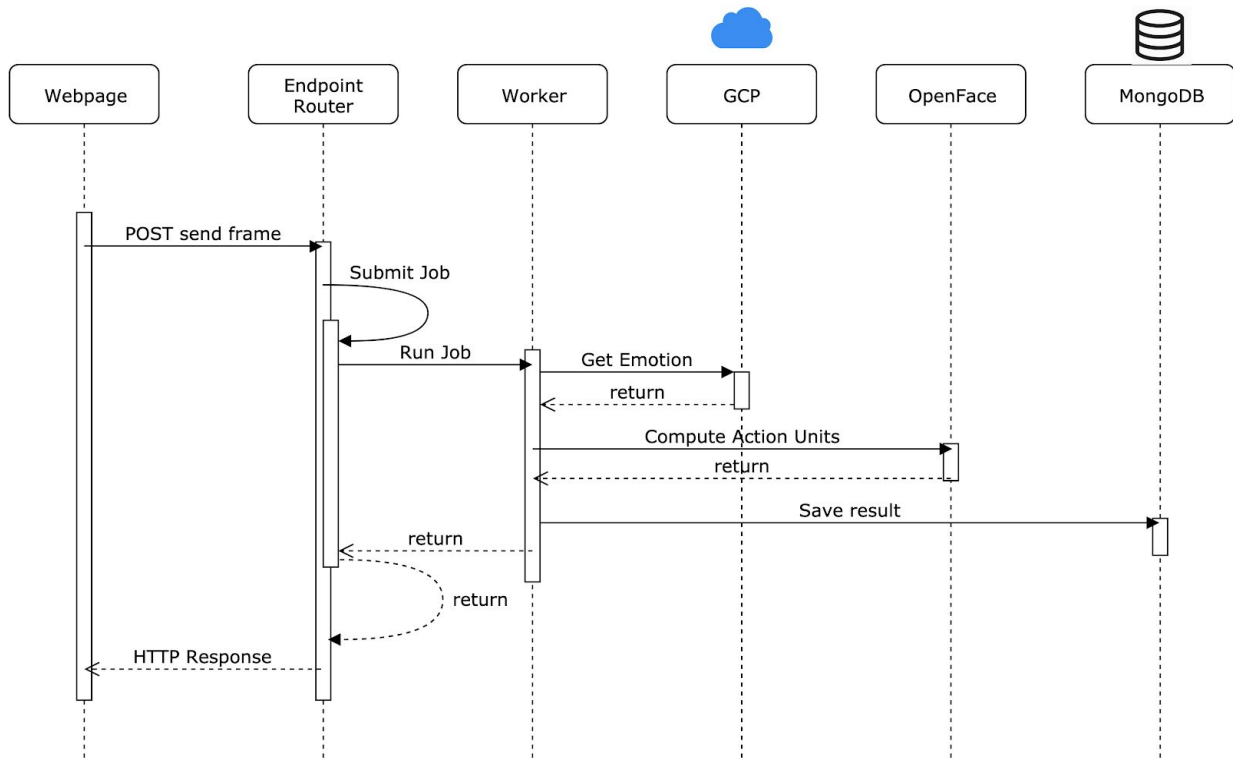 Webpage
Endpoint
Router
Worker
GCP
OpenFace
MongoDB
POST send frame
Submit Job
Run Job
Get Emotion
return
Compute Action Units
return
Save result
return
return
HTTP Response